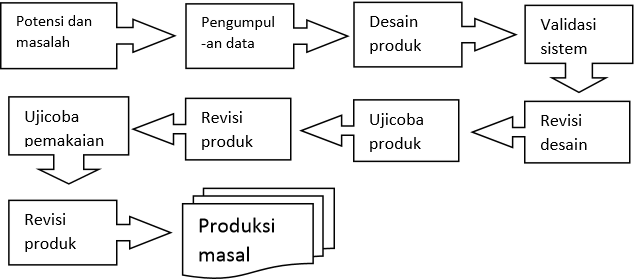 Potensi dan
masalah
Pengumpul
-an data
Desain
produk
Validasi
sistem
Revisi
desain
Ujicoba
produk
Revisi
produk
Ujicoba
pemakaian
Revisi
produk
Produksi
masal